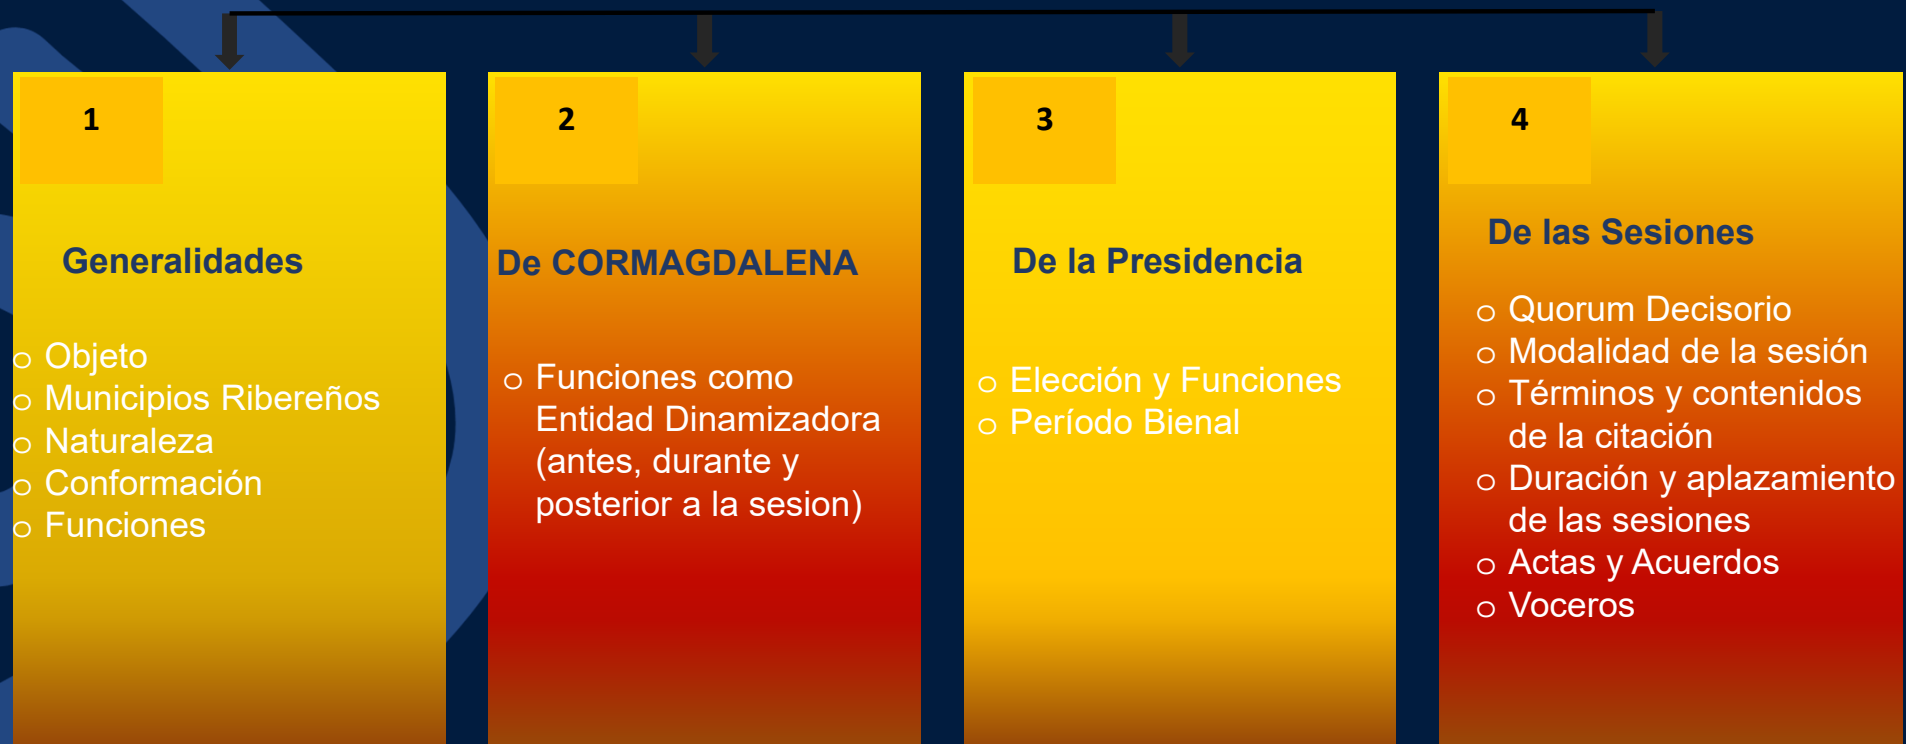 1
Generalidades
o Objeto
o Municipios Ribereños
o Naturaleza
o Conformación
o Funciones
2
De CORMAGDALENA
o Funciones como
Entidad Dinamizadora
(antes, durante y
posterior a la sesion)
3
De la Presidencia
o Elección y Funciones
o Período Bienal
4
De las Sesiones
o Quorum Decisorio
o Modalidad de la sesión
o Términos y contenidos
de la citación
o Duración y aplazamiento
de las sesiones
o Actas y Acuerdos
o Voceros